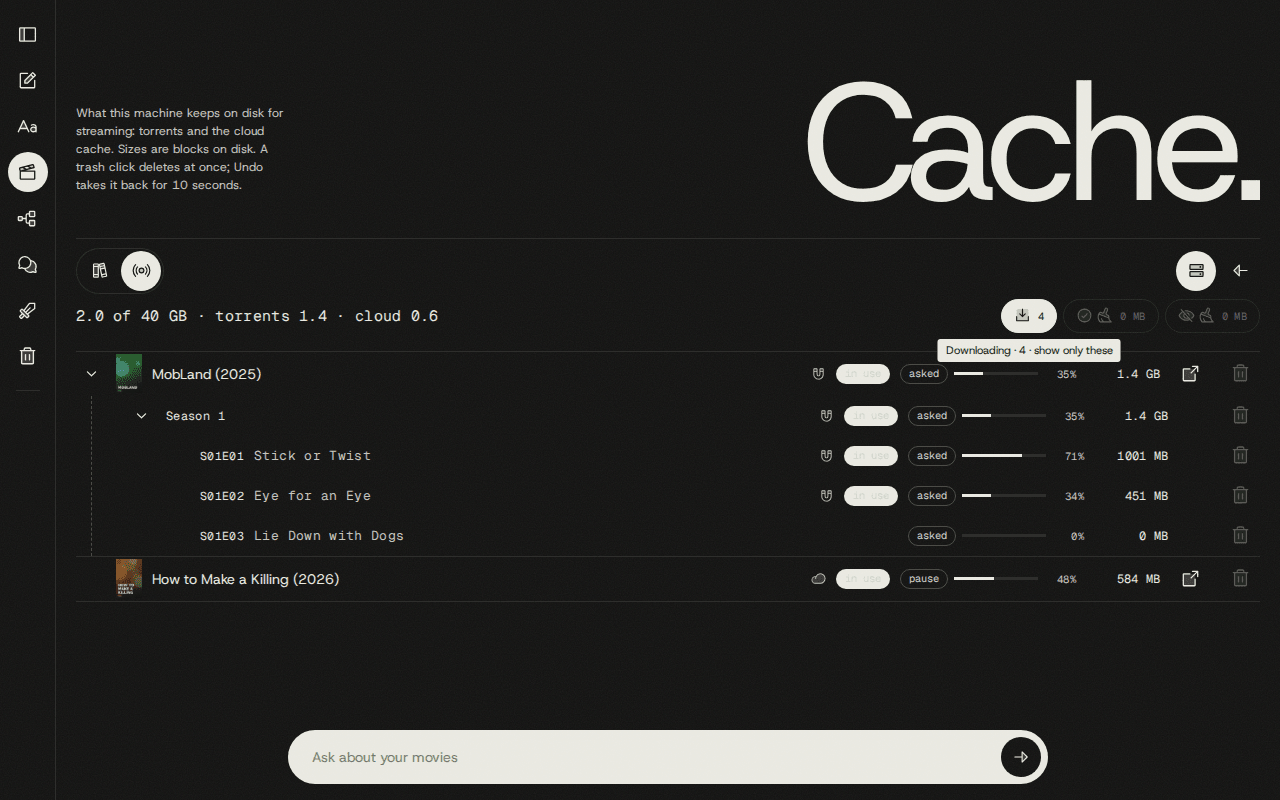 Aa
What this machine keeps on disk for
streaming: torrents and the cloud
cache. Sizes are blocks on disk. A
trash click deletes at once; Undo
takes it back for 10 seconds.
Cache.
2.0 of 40 GB · torrents 1.4 · cloud 0.6
4
0 MB
0 MB
Downloading · 4 · show only these
MOBLAND
MobLand (2025) in use asked 35% 1.4 GB
Season 1 in use asked 35% 1.4 GB
S01E01 Stick or Twist in use asked 71% 1001 MB
S01E02 Eye for an Eye in use asked 34% 451 MB
S01E03 Lie Down with Dogs asked 0% 0 MB
HOW TO
MAKE A
KILLING
How to Make a Killing (2026) in use pause 48% 584 MB
Ask about your movies